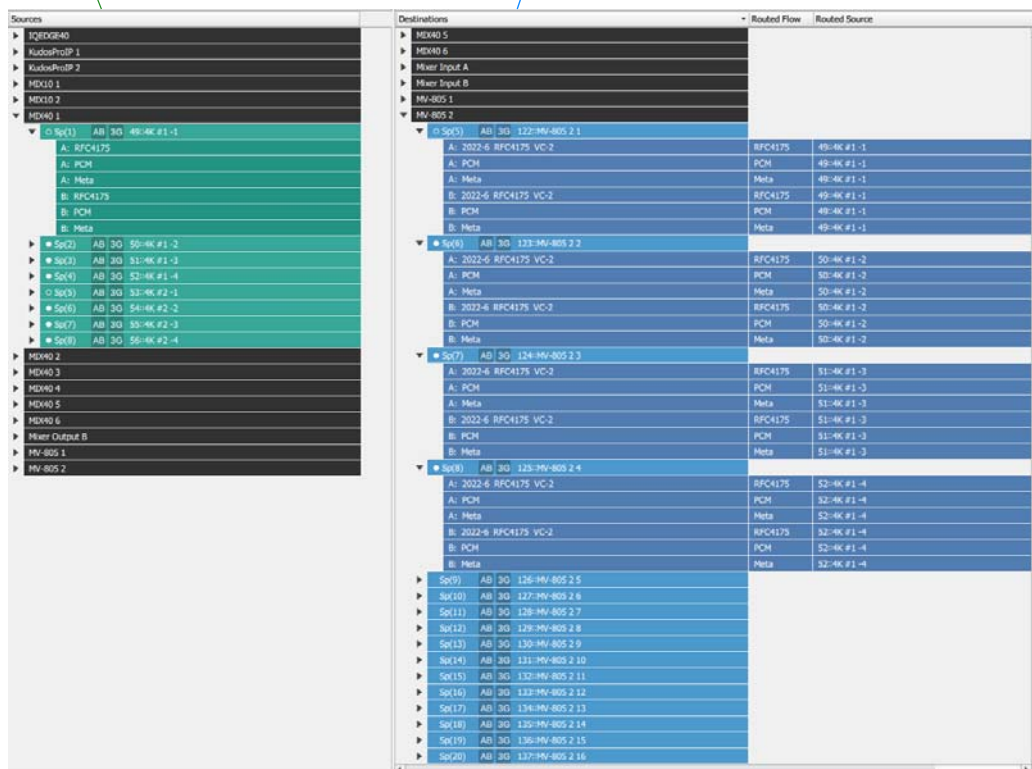 Sources
IQEDGE40
KudosProIP 1
KudosProIP 2
MIX10 1
MIX10 2
MIX40 1
Sp(1) AB 3G 49::4K #1 -1
A: RFC4175
A: PCM
A: Meta
B: RFC4175
B: PCM
B: Meta
Sp(2) AB 3G 50::4K #1 -2
Sp(3) AB 3G 51::4K #1 -3
Sp(4) AB 3G 52::4K #1 -4
Sp(5) AB 3G 53::4K #2 -1
Sp(6) AB 3G 54::4K #2 -2
Sp(7) AB 3G 55::4K #2 -3
Sp(8) AB 3G 56::4K #2 -4
MIX40 2
MIX40 3
MIX40 4
MIX40 5
MIX40 6
Mixer Output B
MV-805 1
MV-805 2
Destinations Routed Flow Routed Source
MIX40 5
MIX40 6
Mixer Input A
Mixer Input B
MV-805 1
MV-805 2
Sp(5) AB 3G 122::MV-805 2 1
A: 2022-6 RFC4175 VC-2 RFC4175 49::4K #1 -1
A: PCM PCM 49::4K #1 -1
A: Meta Meta 49::4K #1 -1
B: 2022-6 RFC4175 VC-2 RFC4175 49::4K #1 -1
B: PCM PCM 49::4K #1 -1
B: Meta Meta 49::4K #1 -1
Sp(6) AB 3G 123::MV-805 2 2
A: 2022-6 RFC4175 VC-2 RFC4175 50::4K #1 -2
A: PCM PCM 50::4K #1 -2
A: Meta Meta 50::4K #1 -2
B: 2022-6 RFC4175 VC-2 RFC4175 50::4K #1 -2
B: PCM PCM 50::4K #1 -2
B: Meta Meta 50::4K #1 -2
Sp(7) AB 3G 124::MV-805 2 3
A: 2022-6 RFC4175 VC-2 RFC4175 51::4K #1 -3
A: PCM PCM 51::4K #1 -3
A: Meta Meta 51::4K #1 -3
B: 2022-6 RFC4175 VC-2 RFC4175 51::4K #1 -3
B: PCM PCM 51::4K #1 -3
B: Meta Meta 51::4K #1 -3
Sp(8) AB 3G 125::MV-805 2 4
A: 2022-6 RFC4175 VC-2 RFC4175 52::4K #1 -4
A: PCM PCM 52::4K #1 -4
A: Meta Meta 52::4K #1 -4
B: 2022-6 RFC4175 VC-2 RFC4175 52::4K #1 -4
B: PCM PCM 52::4K #1 -4
B: Meta Meta 52::4K #1 -4
Sp(9) AB 3G 126::MV-805 2 5
Sp(10) AB 3G 127::MV-805 2 6
Sp(11) AB 3G 128::MV-805 2 7
Sp(12) AB 3G 129::MV-805 2 8
Sp(13) AB 3G 130::MV-805 2 9
Sp(14) AB 3G 131::MV-805 2 10
Sp(15) AB 3G 132::MV-805 2 11
Sp(16) AB 3G 133::MV-805 2 12
Sp(17) AB 3G 134::MV-805 2 13
Sp(18) AB 3G 135::MV-805 2 14
Sp(19) AB 3G 136::MV-805 2 15
Sp(20) AB 3G 137::MV-805 2 16